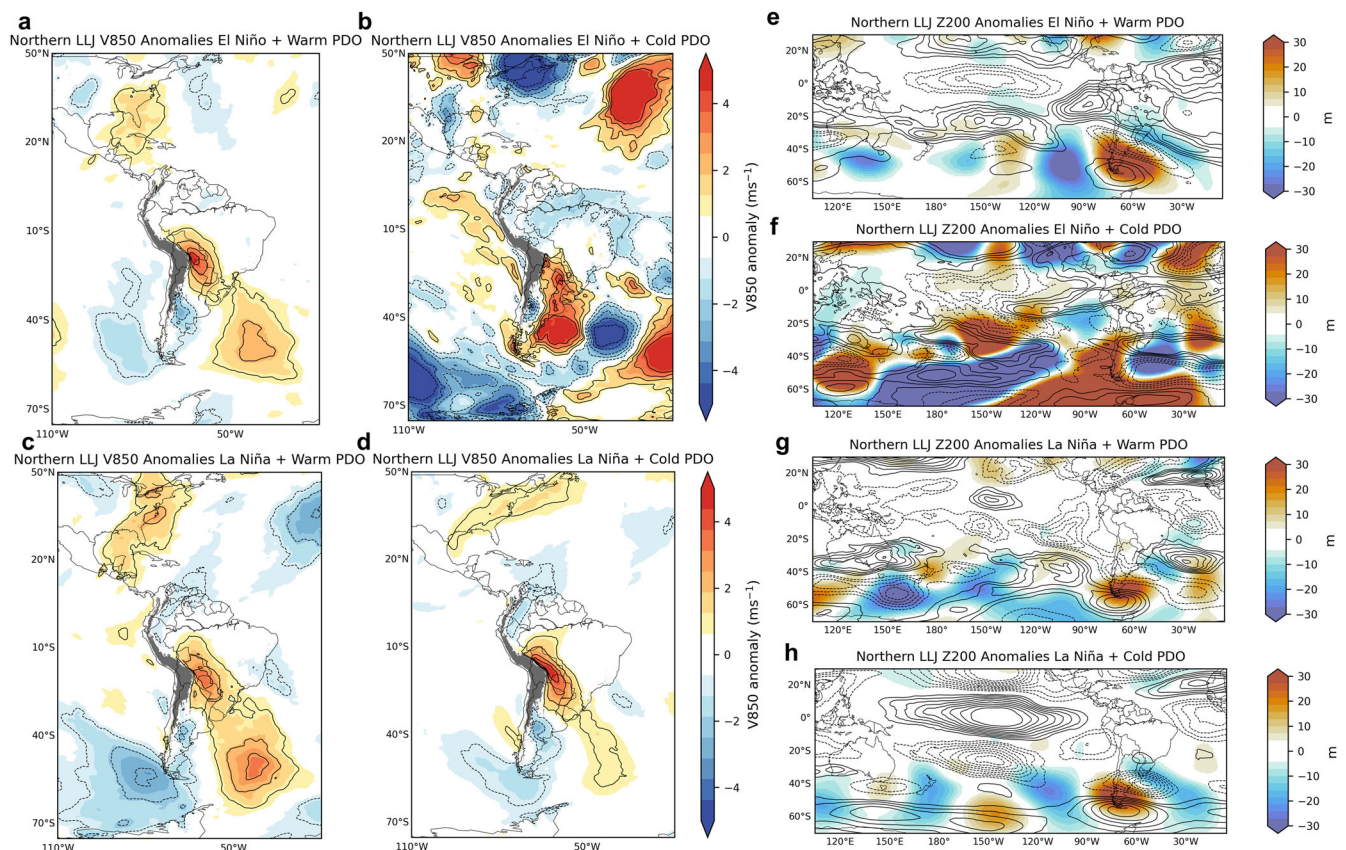 a
Northern LLJ V850 Anomalies El Niño + Warm PDO
50°N
20°N
10°S
40°S
70°S
110°W
50°W
b
Northern LLJ V850 Anomalies El Niño + Cold PDO
50°N
20°N
10°S
40°S
70°S
110°W
50°W
4
2
0
−2
−4
V850 anomaly (ms⁻¹)
c
Northern LLJ V850 Anomalies La Niña + Warm PDO
50°N
20°N
10°S
40°S
70°S
110°W
50°W
d
Northern LLJ V850 Anomalies La Niña + Cold PDO
50°N
20°N
10°S
40°S
70°S
110°W
50°W
4
2
0
−2
−4
V850 anomaly (ms⁻¹)
e
Northern LLJ Z200 Anomalies El Niño + Warm PDO
20°N
0°
20°S
40°S
60°S
120°E
150°E
180°
150°W
120°W
90°W
60°W
30°W
30
20
10
0
−10
−20
−30
m
f
Northern LLJ Z200 Anomalies El Niño + Cold PDO
20°N
0°
20°S
40°S
60°S
120°E
150°E
180°
150°W
120°W
90°W
60°W
30°W
30
20
10
0
−10
−20
−30
m
g
Northern LLJ Z200 Anomalies La Niña + Warm PDO
20°N
0°
20°S
40°S
60°S
120°E
150°E
180°
150°W
120°W
90°W
60°W
30°W
30
20
10
0
−10
−20
−30
m
h
Northern LLJ Z200 Anomalies La Niña + Cold PDO
20°N
0°
20°S
40°S
60°S
120°E
150°E
180°
150°W
120°W
90°W
60°W
30°W
30
20
10
0
−10
−20
−30
m